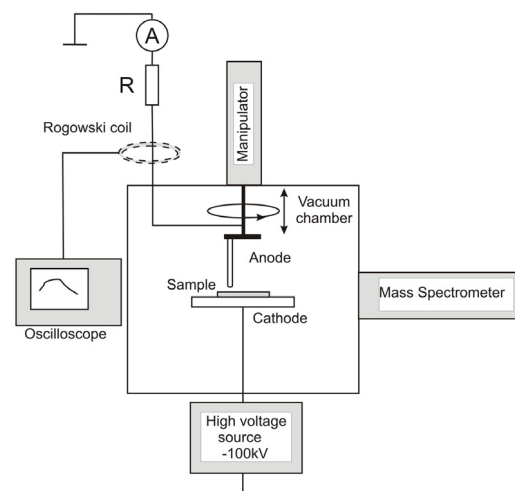 A
R
Rogowski coil
Manipulator
Vacuum
chamber
Anode
Sample
Cathode
Mass Spectrometer
Oscilloscope
High voltage
source
-100kV